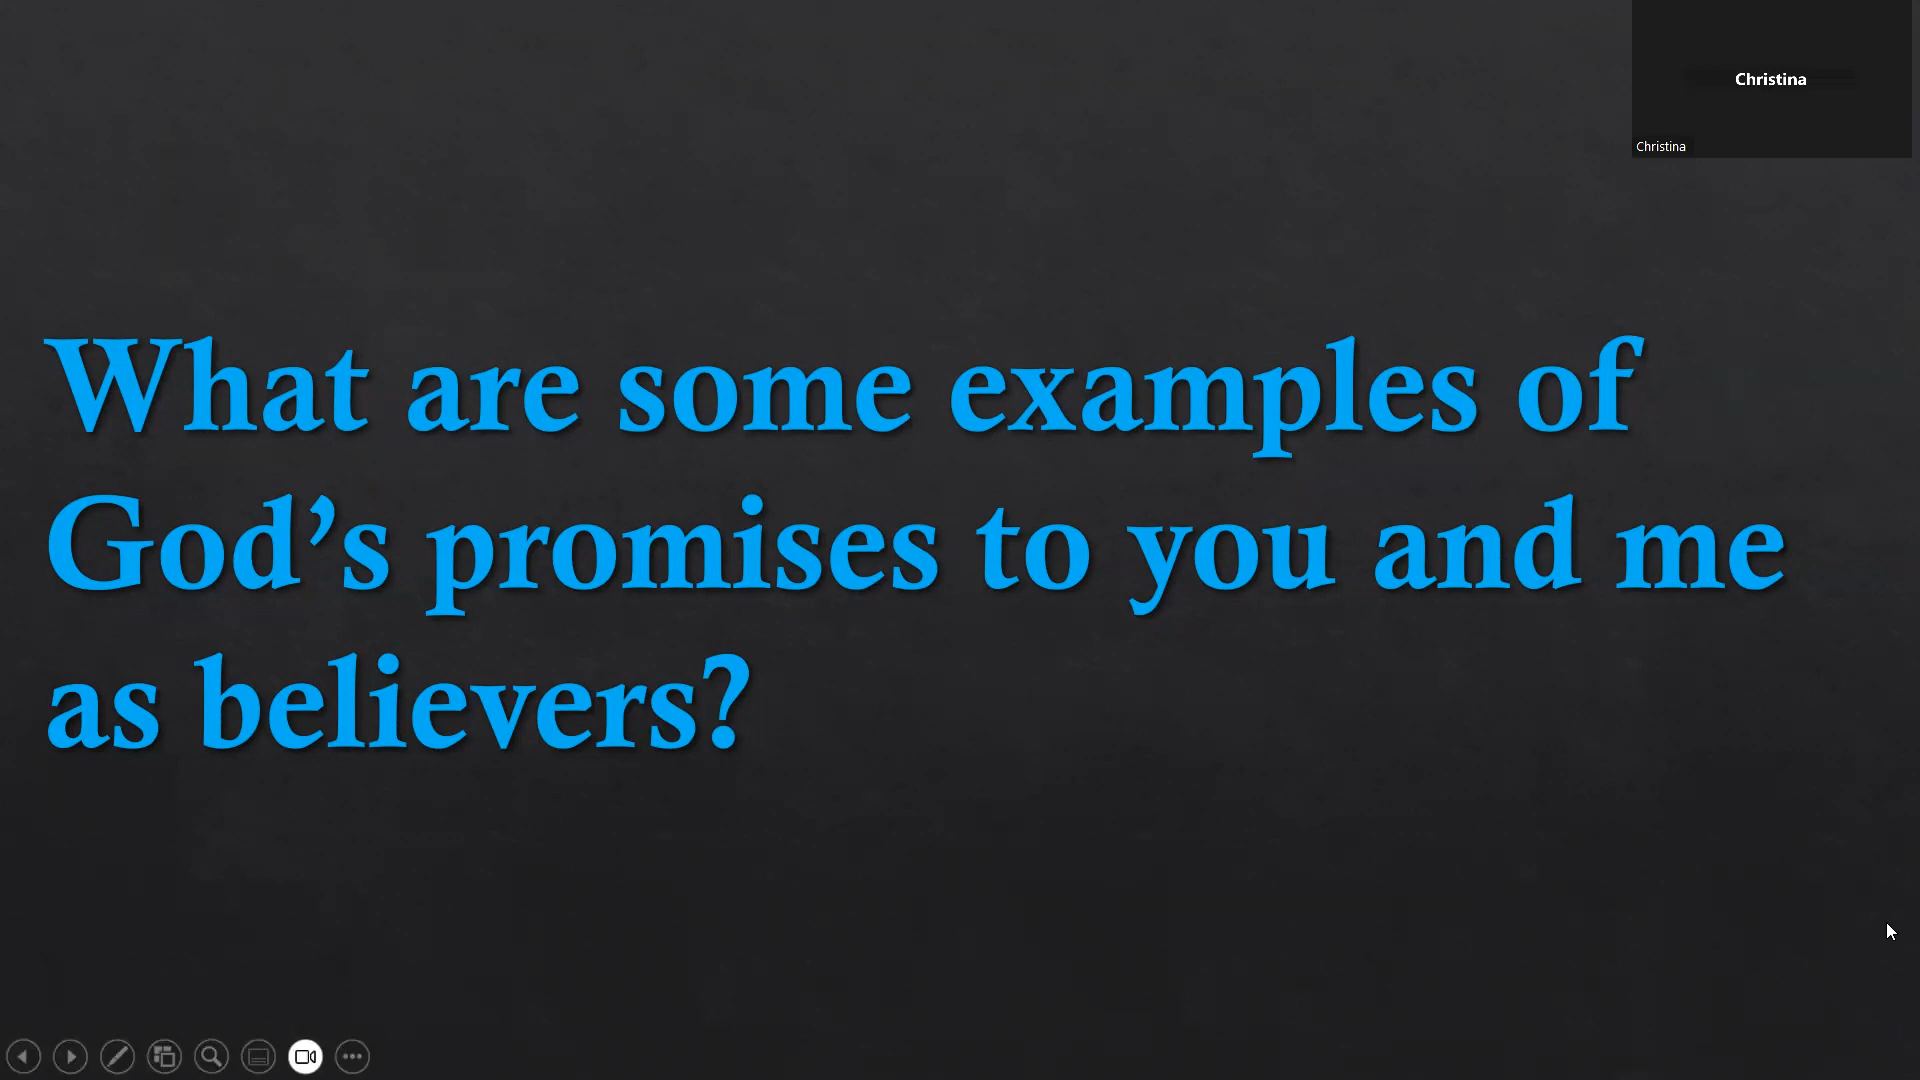 Christina
Christina
What are some examples of
God’s promises to you and me
as believers?